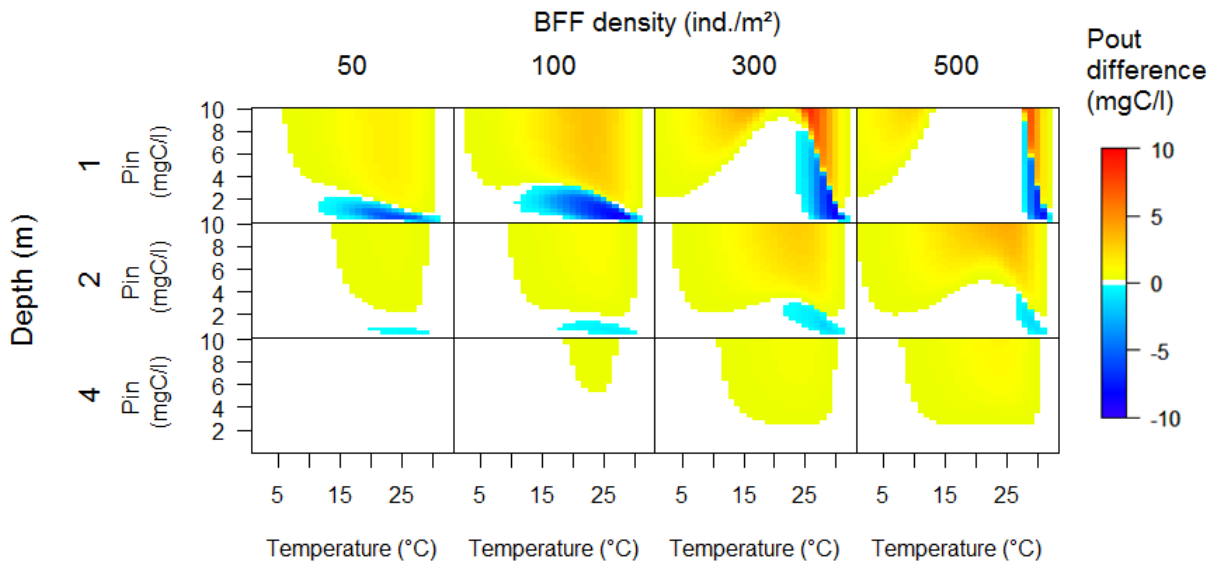 BFF density (ind./m²)
50 100 300 500
Pout
difference
(mgC/l)
10
5
0
-5
-10
Depth (m)
1
Pin
(mgC/l)
10
8
6
4
2
2
Pin
(mgC/l)
10
8
6
4
2
4
Pin
(mgC/l)
10
8
6
4
2
5 15 25 5 15 25 5 15 25 5 15 25
Temperature (°C) Temperature (°C) Temperature (°C) Temperature (°C)